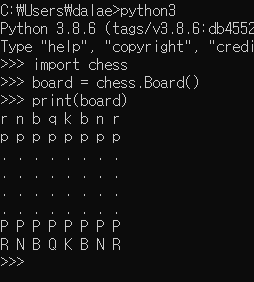 C:₩Users₩dalae>python3
Python 3.8.6 (tags/v3.8.6:db4552
Type "help", "copyright", "credi
>>> import chess
>>> board = chess.Board()
>>> print(board)
r n b q k b n r
p p p p p p p p
. . . . . . . .
. . . . . . . .
. . . . . . . .
. . . . . . . .
P P P P P P P P
R N B Q K B N R
>>>